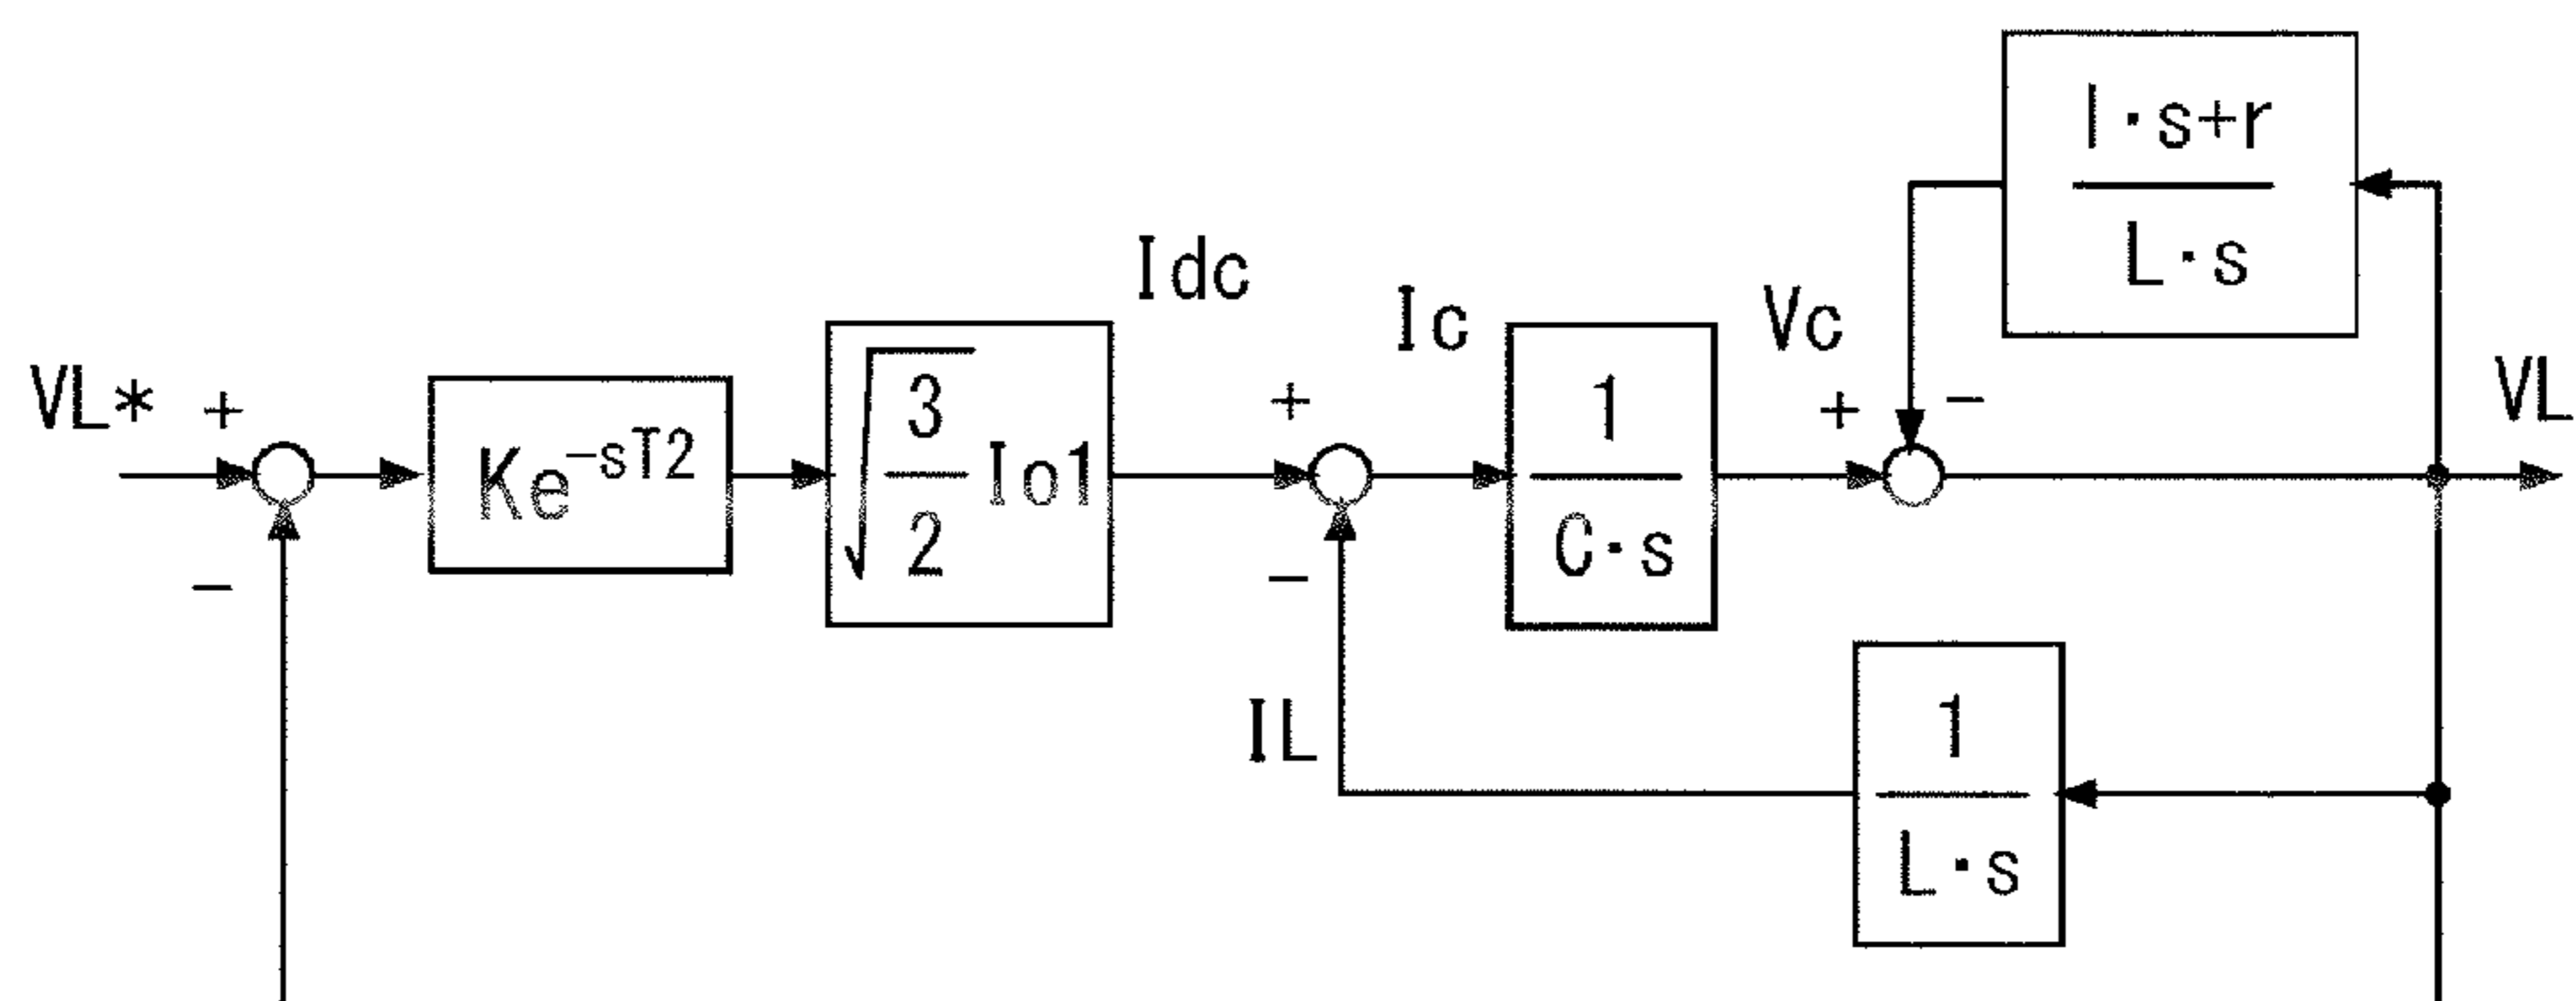 VL*
+
−
Ke^{-sT2}
√3/2 Io1
Idc
+
−
Ic
1
C·s
Vc
+
−
l·s+r
L·s
VL
IL
1
L·s